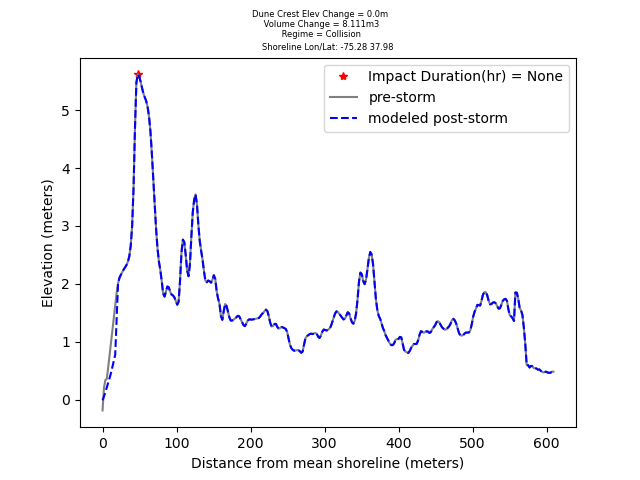 Dune Crest Elev Change = 0.0m
Volume Change = 8.111m3
Regime = Collision
Shoreline Lon/Lat: -75.28 37.98
Impact Duration(hr) = None
pre-storm
modeled post-storm
Elevation (meters)
5
4
3
2
1
0
0 100 200 300 400 500 600
Distance from mean shoreline (meters)